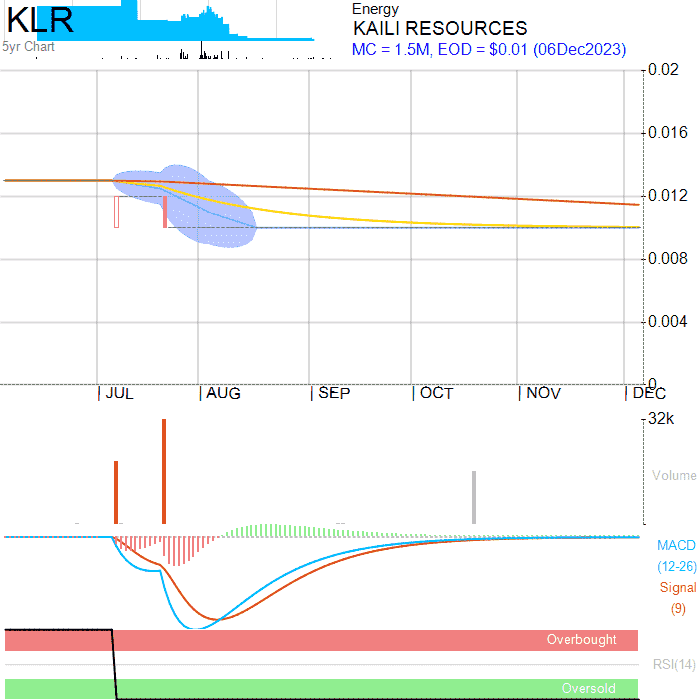 KLR
5yr Chart
Energy
KAILI RESOURCES
MC = 1.5M, EOD = $0.01 (06Dec2023)
0.02
0.016
0.012
0.008
0.004
0
JUL AUG SEP OCT NOV DEC
32k
Volume
MACD
(12-26)
Signal
(9)
Overbought
RSI(14)
Oversold